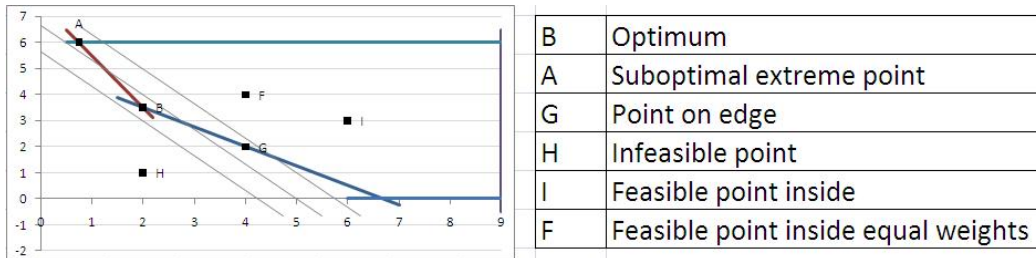 7
A
6
5
4
F
B
3
I
2
G
1
H
0
0 1 2 3 4 5 6 7 8 9
-1
-2
B Optimum
A Suboptimal extreme point
G Point on edge
H Infeasible point
I Feasible point inside
F Feasible point inside equal weights